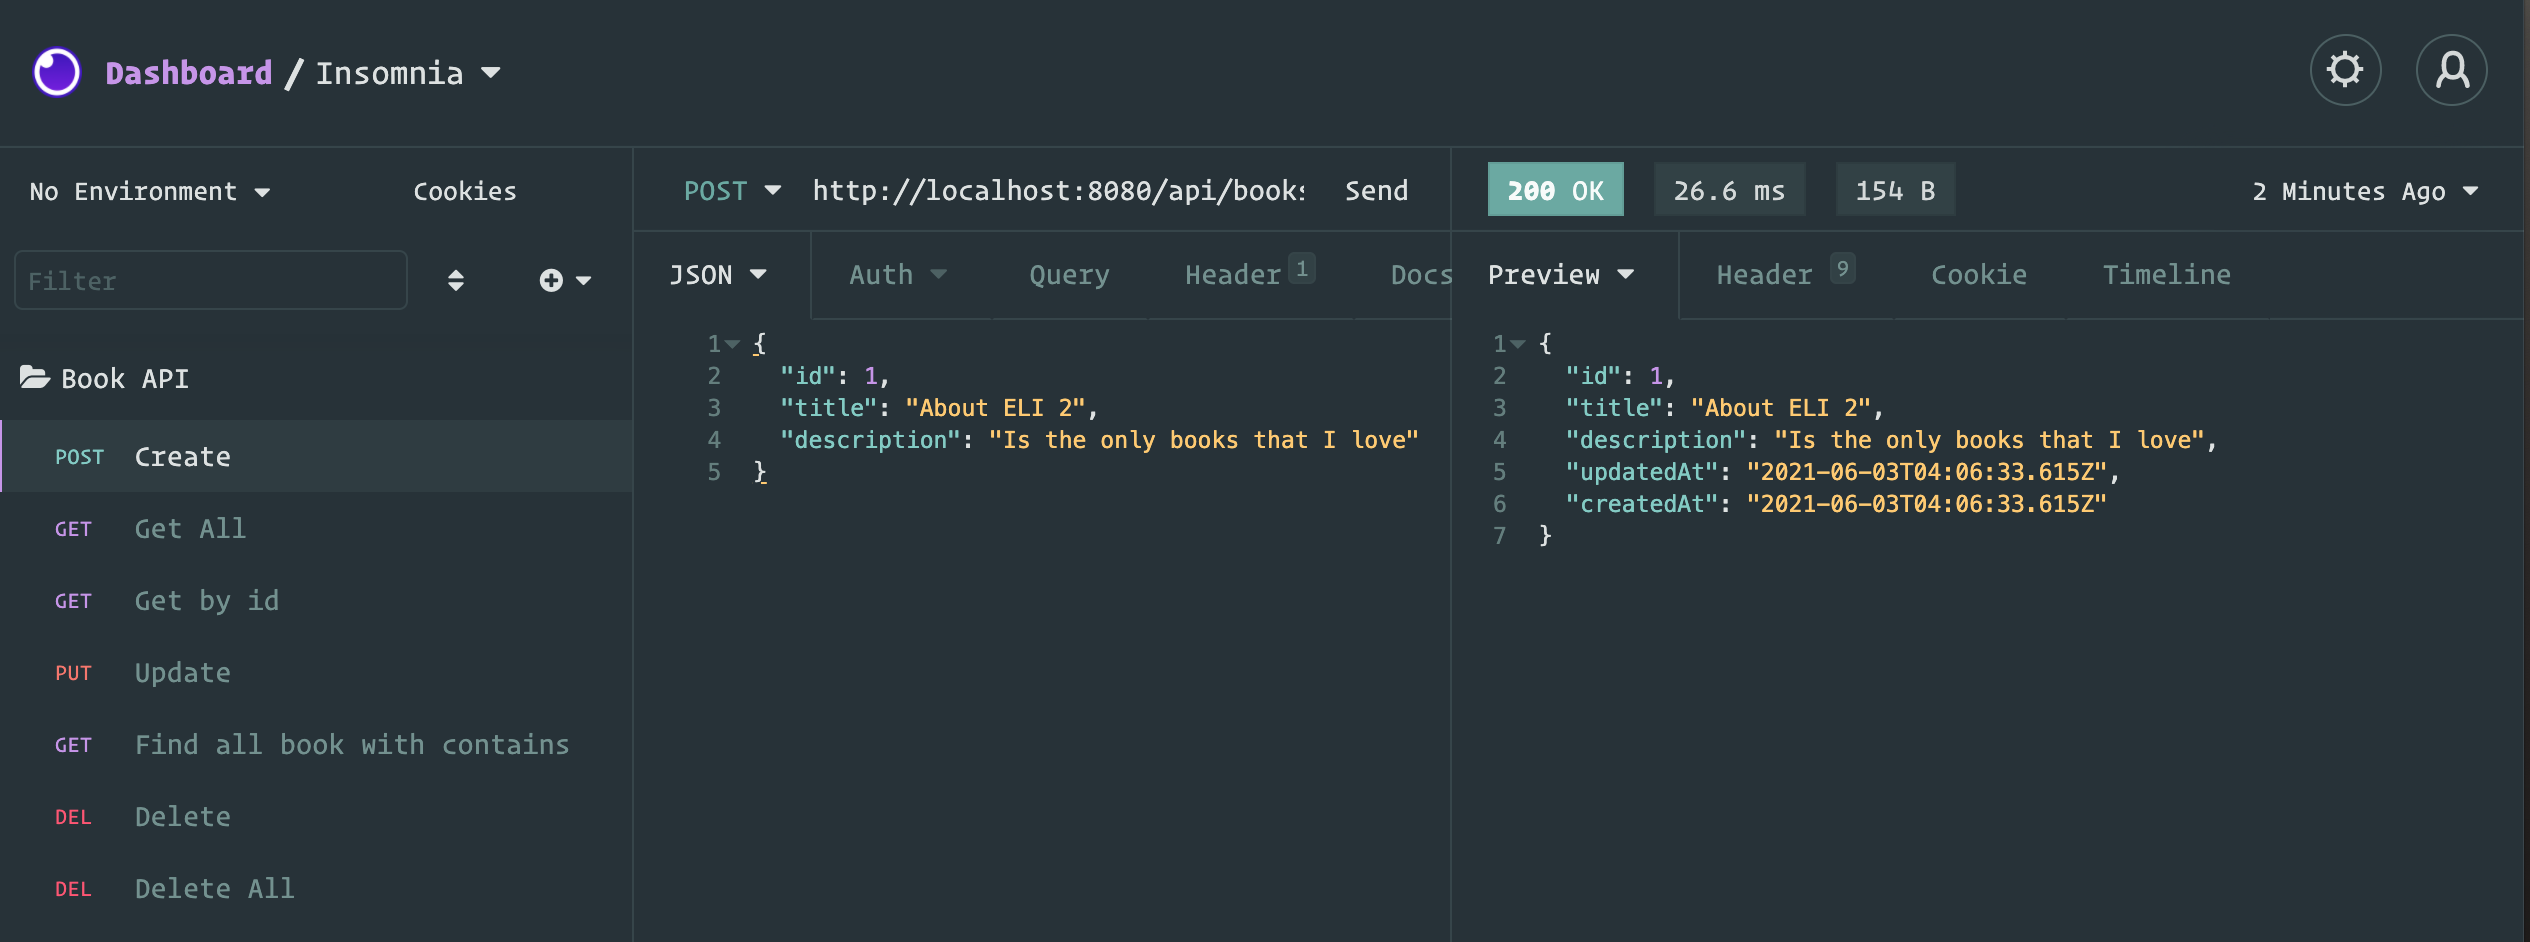 Dashboard / Insomnia
No Environment
Cookies
Filter
Book API
POST Create
GET Get All
GET Get by id
PUT Update
GET Find all book with contains
DEL Delete
DEL Delete All
POST http://localhost:8080/api/books Send
JSON Auth Query Header 1 Docs
1 {
2 "id": 1,
3 "title": "About ELI 2",
4 "description": "Is the only books that I love"
5 }
200 OK 26.6 ms 154 B 2 Minutes Ago
Preview Header 9 Cookie Timeline
1 {
2 "id": 1,
3 "title": "About ELI 2",
4 "description": "Is the only books that I love",
5 "updatedAt": "2021-06-03T04:06:33.615Z",
6 "createdAt": "2021-06-03T04:06:33.615Z"
7 }